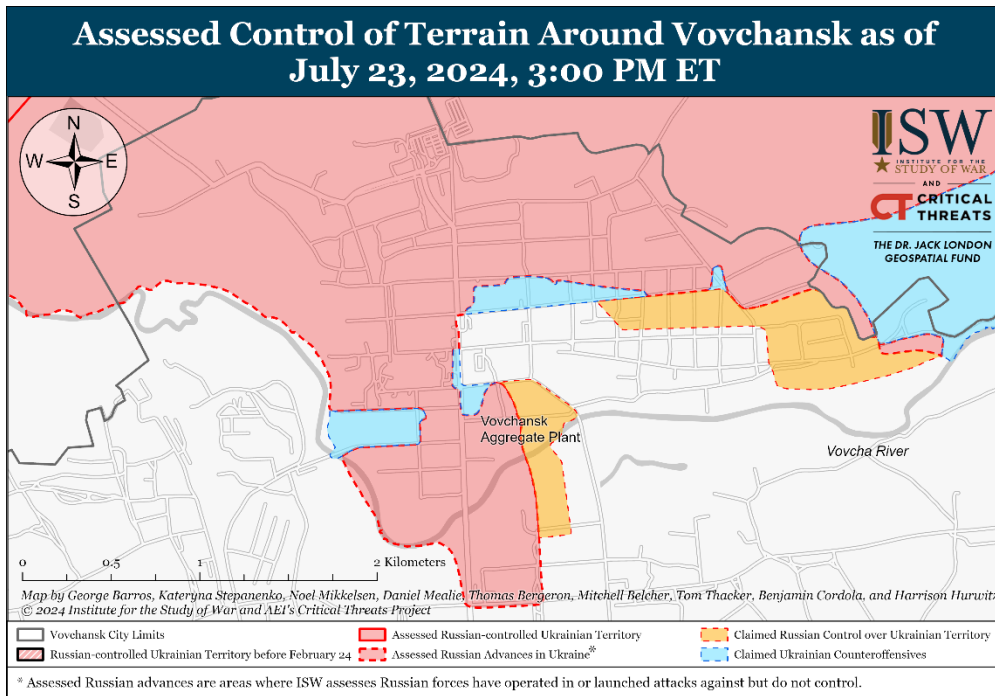 Assessed Control of Terrain Around Vovchansk as of
July 23, 2024, 3:00 PM ET
N
W E
S
ISW
INSTITUTE FOR THE
STUDY OF WAR
AND
CT CRITICAL
THREATS
THE DR. JACK LONDON
GEOSPATIAL FUND
Vovchansk
Aggregate Plant
Vovcha River
0 0.5 1 2 Kilometers
Map by George Barros, Kateryna Stepanenko, Noel Mikkelsen, Daniel Mealie, Thomas Bergeron, Mitchell Belcher, Tom Thacker, Benjamin Cordola, and Harrison Hurwitz
© 2024 Institute for the Study of War and AEI's Critical Threats Project
Vovchansk City Limits
Assessed Russian-controlled Ukrainian Territory
Claimed Russian Control over Ukrainian Territory
Russian-controlled Ukrainian Territory before February 24
Assessed Russian Advances in Ukraine*
Claimed Ukrainian Counteroffensives
* Assessed Russian advances are areas where ISW assesses Russian forces have operated in or launched attacks against but do not control.